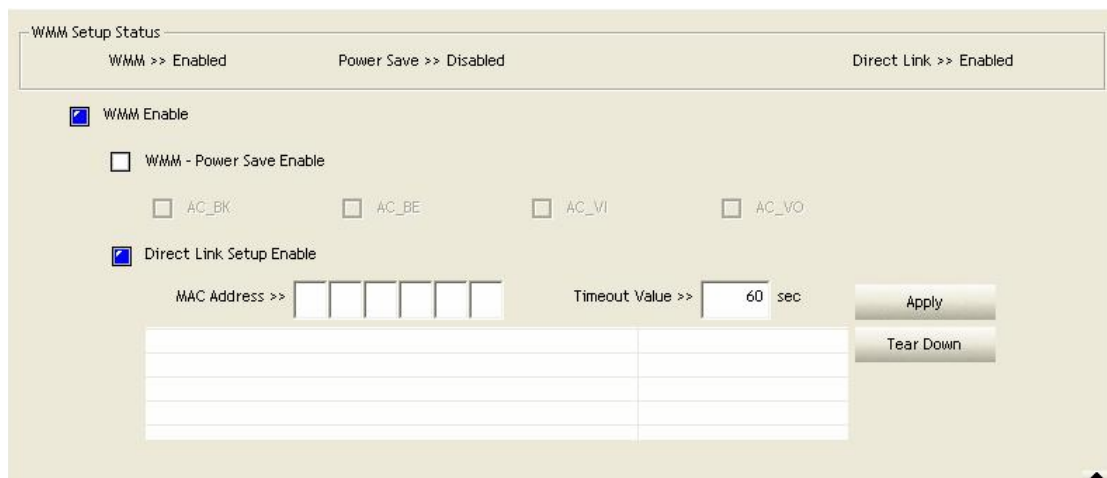 WMM Setup Status
WMM >> Enabled Power Save >> Disabled Direct Link >> Enabled
WMM Enable
WMM - Power Save Enable
AC_BK AC_BE AC_VI AC_VO
Direct Link Setup Enable
MAC Address >> Timeout Value >> 60 sec Apply
Tear Down